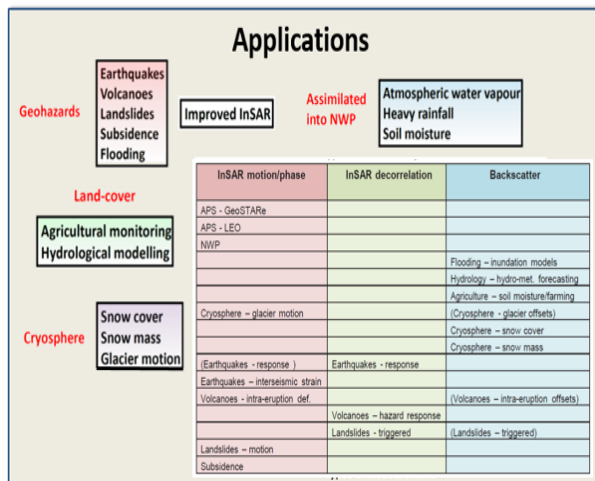 Applications
Geohazards
Earthquakes
Volcanoes
Landslides
Subsidence
Flooding
Improved InSAR
Assimilated
into NWP
Atmospheric water vapour
Heavy rainfall
Soil moisture
Land-cover
Agricultural monitoring
Hydrological modelling
Cryosphere
Snow cover
Snow mass
Glacier motion
InSAR motion/phase InSAR decorrelation Backscatter
APS - GeoSTARe
APS - LEO
NWP
Flooding – inundation models
Hydrology – hydro-met. forecasting
Agriculture – soil moisture/farming
Cryosphere – glacier motion (Cryosphere - glacier offsets)
Cryosphere – snow cover
Cryosphere – snow mass
(Earthquakes - response ) Earthquakes - response
Earthquakes – interseismic strain
Volcanoes - intra-eruption def. (Volcanoes – intra-eruption offsets)
Volcanoes – hazard response
Landslides - triggered (Landslides – triggered)
Landslides – motion
Subsidence